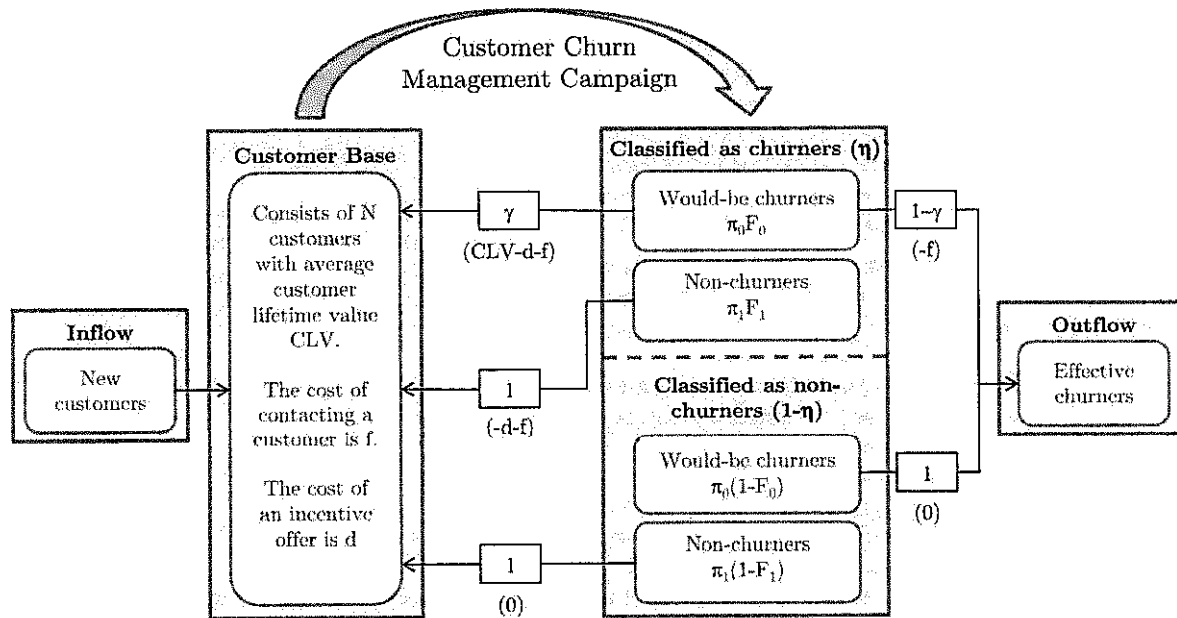 Customer Churn
Management Campaign
Customer Base
Consists of N
customers
with average
customer
lifetime value
CLV.
The cost of
contacting a
customer is f.
The cost of
an incentive
offer is d
Inflow
New
customers
γ
(CLV-d-f)
1
(-d-f)
1
(0)
Classified as churners (η)
Would-be churners
π₀F₀
Non-churners
π₁F₁
Classified as non-
churners (1-η)
Would-be churners
π₀(1-F₀)
Non-churners
π₁(1-F₁)
1-γ
(-f)
1
(0)
Outflow
Effective
churners